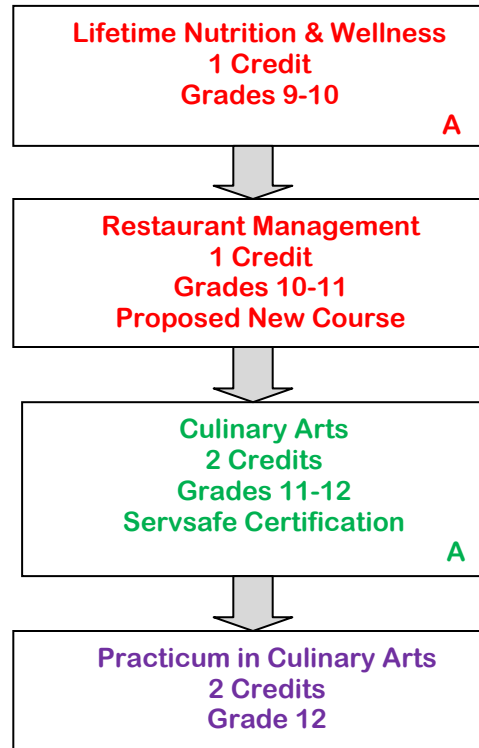 Lifetime Nutrition & Wellness
1 Credit
Grades 9-10
A
Restaurant Management
1 Credit
Grades 10-11
Proposed New Course
Culinary Arts
2 Credits
Grades 11-12
Servsafe Certification
A
Practicum in Culinary Arts
2 Credits
Grade 12